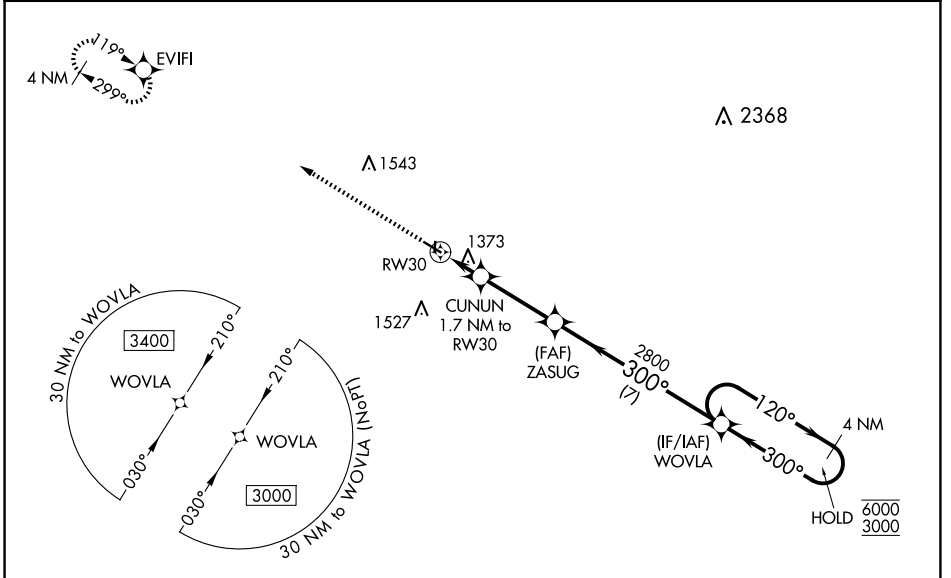 119°
EVIFI
4 NM
299°
2368
1543
1373
RW30
CUNUN
1.7 NM to
RW30
1527
(FAF)
ZASUG
2800
300°
(7)
120°
4 NM
(IF/IAF)
WOVLA
300°
HOLD
6000
3000
30 NM to WOVLA
210°
3400
WOVLA
030°
210°
WOVLA
030°
3000
30 NM to WOVLA (NoPT)